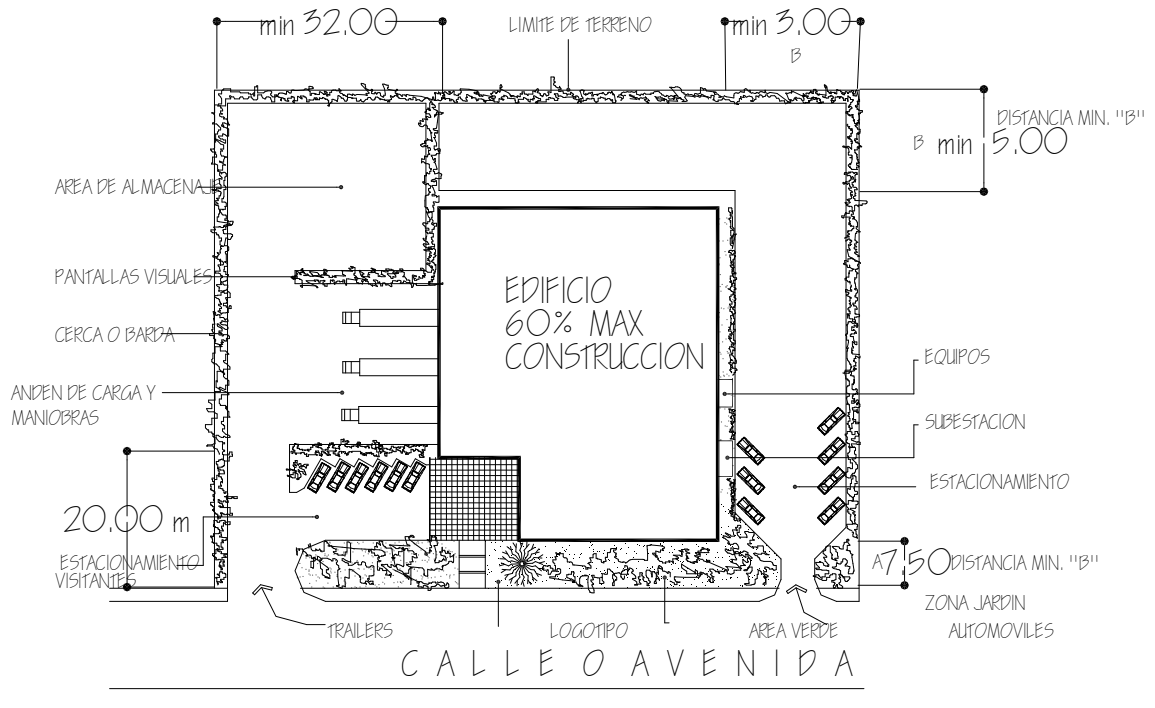 min 32.00
LIMITE DE TERRENO
min 3.00
B
DISTANCIA MIN. "B"
B min 5.00
AREA DE ALMACENAJE
PANTALLAS VISUALES
CERCA O BARDA
ANDEN DE CARGA Y
MANIOBRAS
EDIFICIO
60% MAX
CONSTRUCCION
EQUIPOS
SUBESTACION
ESTACIONAMIENTO
20.00 m
ESTACIONAMIENTO
VISITANTES
A 7.50 DISTANCIA MIN. "B"
ZONA JARDIN
AUTOMOVILES
TRAILERS
LOGOTIPO
AREA VERDE
CALLE O AVENIDA